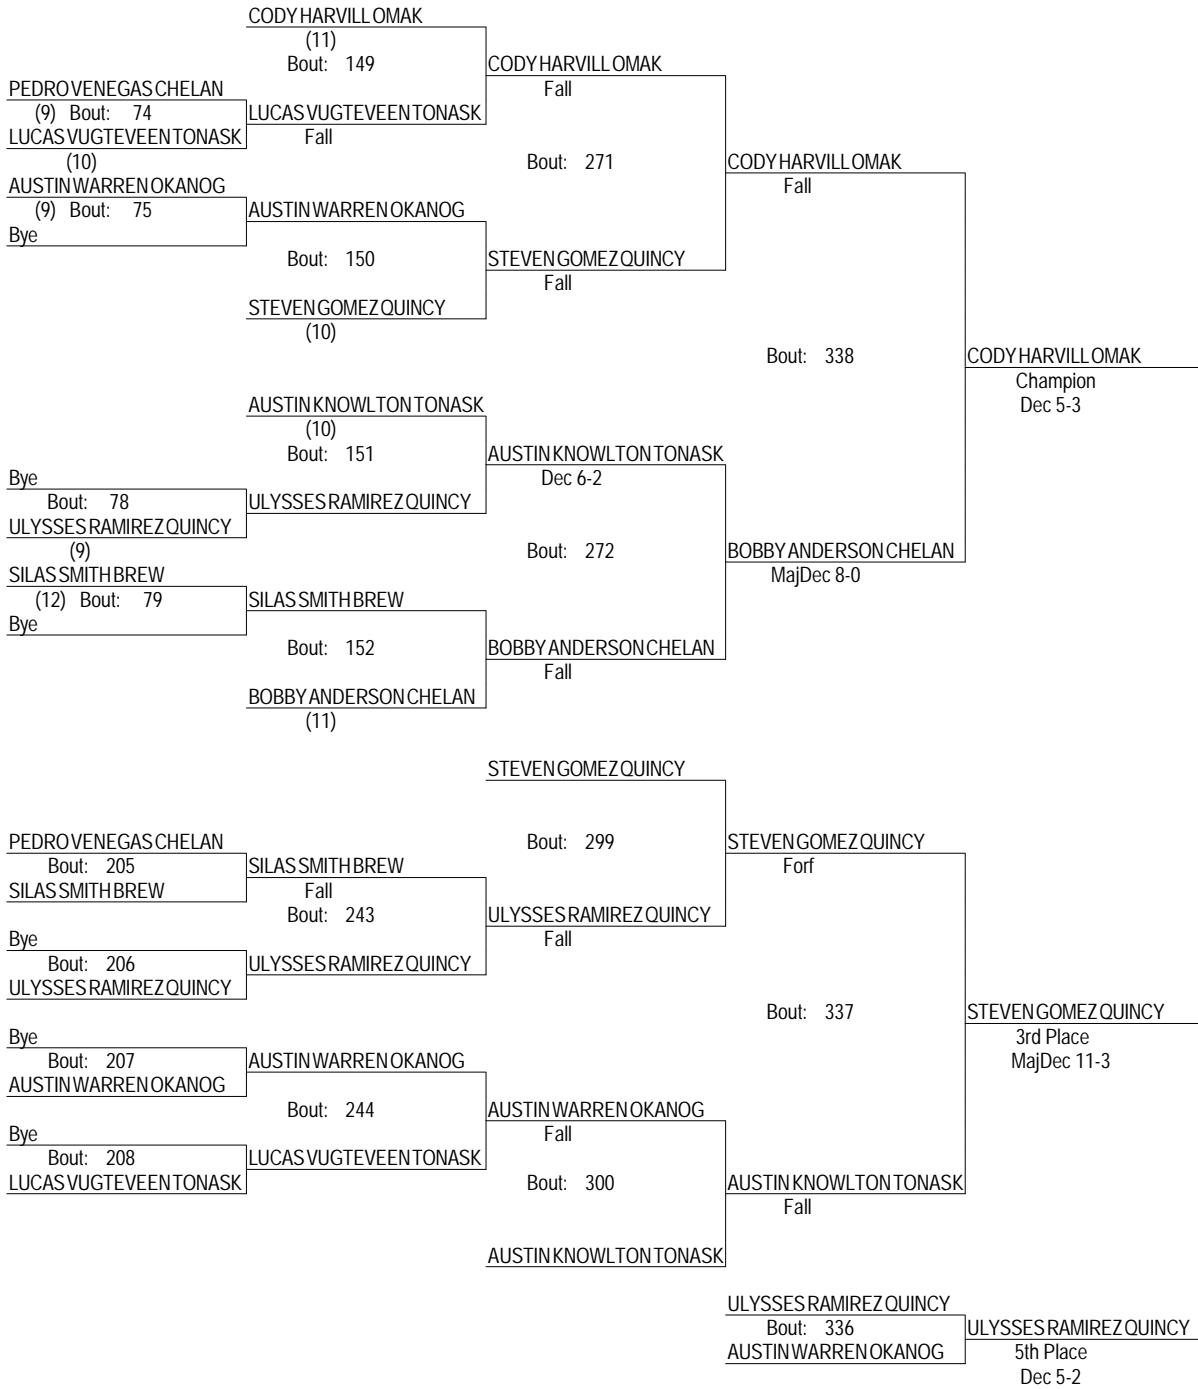 CODY HARVILL OMAK
(11)
Bout: 149
CODY HARVILL OMAK
Fall
PEDRO VENEGAS CHELAN
(9) Bout: 74
LUCAS VUGTEVEEN TONASK
Fall
LUCAS VUGTEVEEN TONASK
(10)
Bout: 271
CODY HARVILL OMAK
Fall
AUSTIN WARREN OKANOG
(9) Bout: 75
AUSTIN WARREN OKANOG
Bye
Bout: 150
STEVEN GOMEZ QUINCY
Fall
STEVEN GOMEZ QUINCY
(10)
Bout: 338
CODY HARVILL OMAK
Champion
Dec 5-3
AUSTIN KNOWLTON TONASK
(10)
Bout: 151
AUSTIN KNOWLTON TONASK
Dec 6-2
Bye
Bout: 78
ULYSSES RAMIREZ QUINCY
ULYSSES RAMIREZ QUINCY
(9)
Bout: 272
BOBBY ANDERSON CHELAN
MajDec 8-0
SILAS SMITH BREW
(12) Bout: 79
SILAS SMITH BREW
Bye
Bout: 152
BOBBY ANDERSON CHELAN
Fall
BOBBY ANDERSON CHELAN
(11)
STEVEN GOMEZ QUINCY
Bout: 299
STEVEN GOMEZ QUINCY
Forf
PEDRO VENEGAS CHELAN
Bout: 205
SILAS SMITH BREW
Fall
SILAS SMITH BREW
Bout: 243
ULYSSES RAMIREZ QUINCY
Fall
Bye
Bout: 206
ULYSSES RAMIREZ QUINCY
ULYSSES RAMIREZ QUINCY
Bout: 337
STEVEN GOMEZ QUINCY
3rd Place
MajDec 11-3
Bye
Bout: 207
AUSTIN WARREN OKANOG
AUSTIN WARREN OKANOG
Bout: 244
AUSTIN WARREN OKANOG
Fall
Bye
Bout: 208
LUCAS VUGTEVEEN TONASK
LUCAS VUGTEVEEN TONASK
Bout: 300
AUSTIN KNOWLTON TONASK
Fall
AUSTIN KNOWLTON TONASK
ULYSSES RAMIREZ QUINCY
Bout: 336
ULYSSES RAMIREZ QUINCY
AUSTIN WARREN OKANOG
5th Place
Dec 5-2